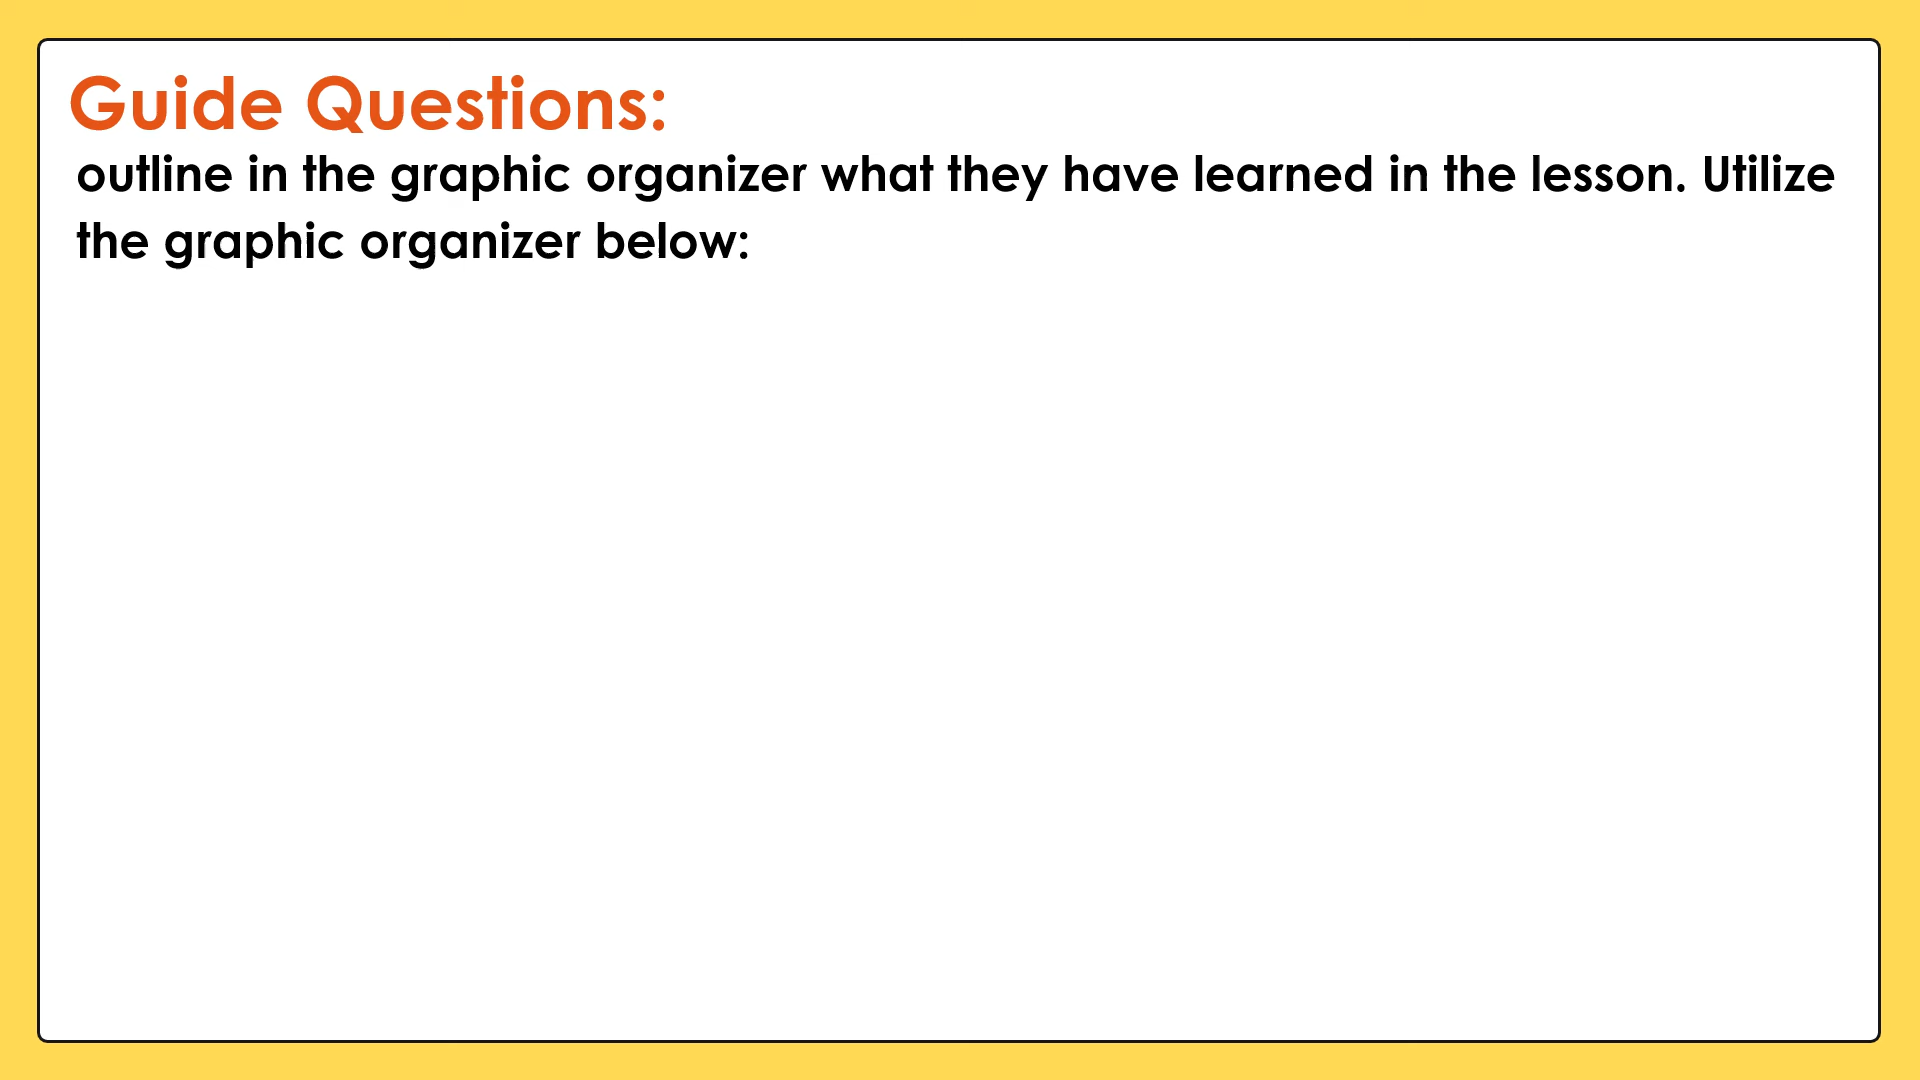 Guide Questions:
outline in the graphic organizer what they have learned in the lesson. Utilize
the graphic organizer below: